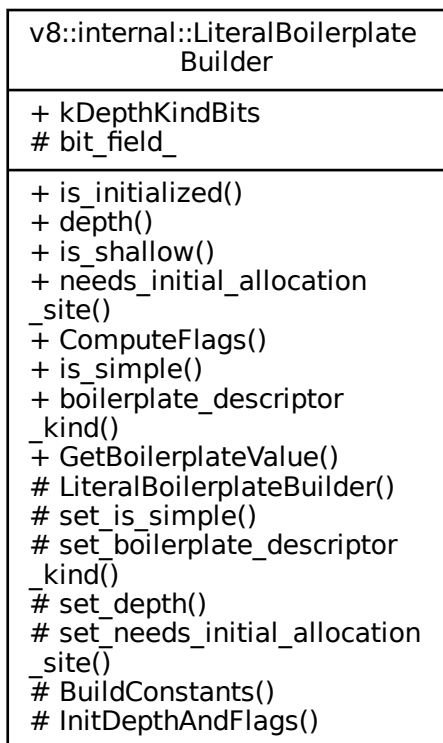 v8::internal::LiteralBoilerplate
Builder
+ kDepthKindBits
# bit_field_
+ is_initialized()
+ depth()
+ is_shallow()
+ needs_initial_allocation
_site()
+ ComputeFlags()
+ is_simple()
+ boilerplate_descriptor
_kind()
+ GetBoilerplateValue()
# LiteralBoilerplateBuilder()
# set_is_simple()
# set_boilerplate_descriptor
_kind()
# set_depth()
# set_needs_initial_allocation
_site()
# BuildConstants()
# InitDepthAndFlags()